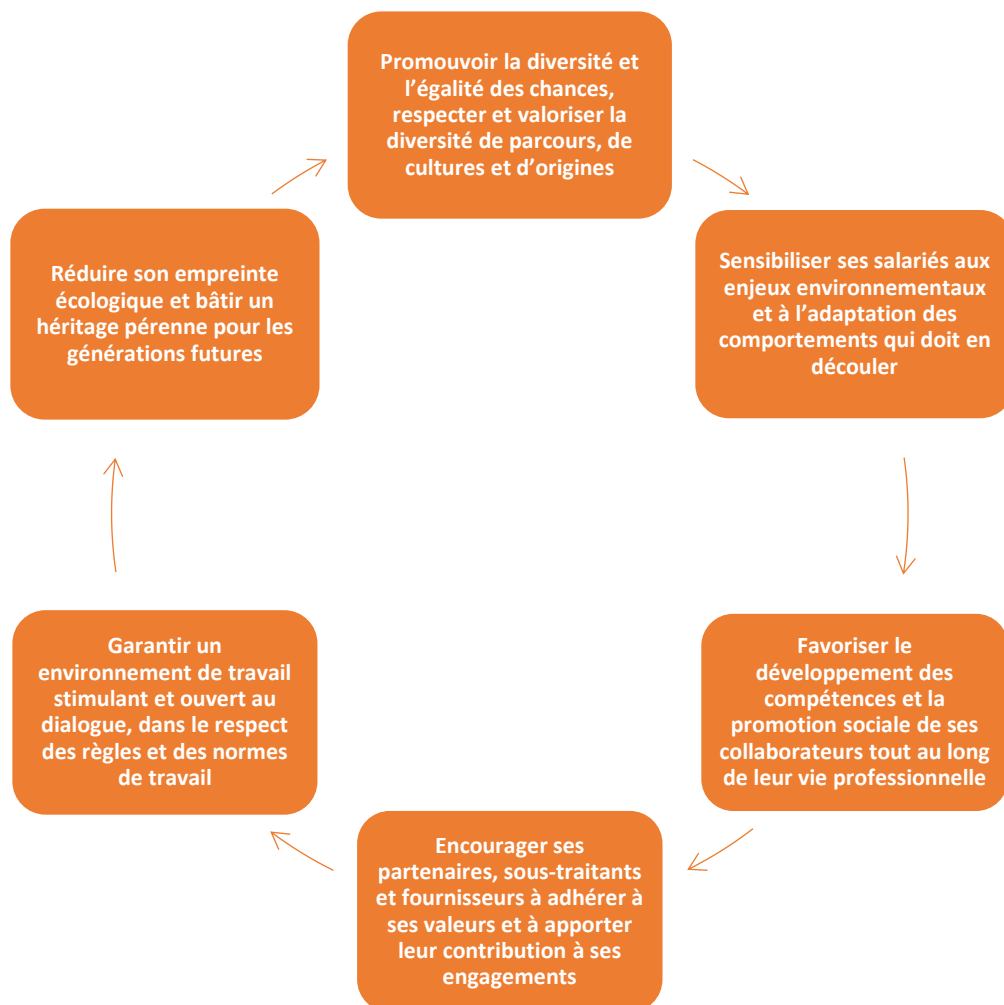 Promouvoir la diversité et
l’égalité des chances,
respecter et valoriser la
diversité de parcours, de
cultures et d’origines
Sensibiliser ses salariés aux
enjeux environnementaux
et à l’adaptation des
comportements qui doit en
découler
Favoriser le
développement des
compétences et la
promotion sociale de ses
collaborateurs tout au long
de leur vie professionnelle
Encourager ses
partenaires, sous-traitants
et fournisseurs à adhérer à
ses valeurs et à apporter
leur contribution à ses
engagements
Garantir un
environnement de travail
stimulant et ouvert au
dialogue, dans le respect
des règles et des normes
de travail
Réduire son empreinte
écologique et bâtir un
héritage pérenne pour les
générations futures